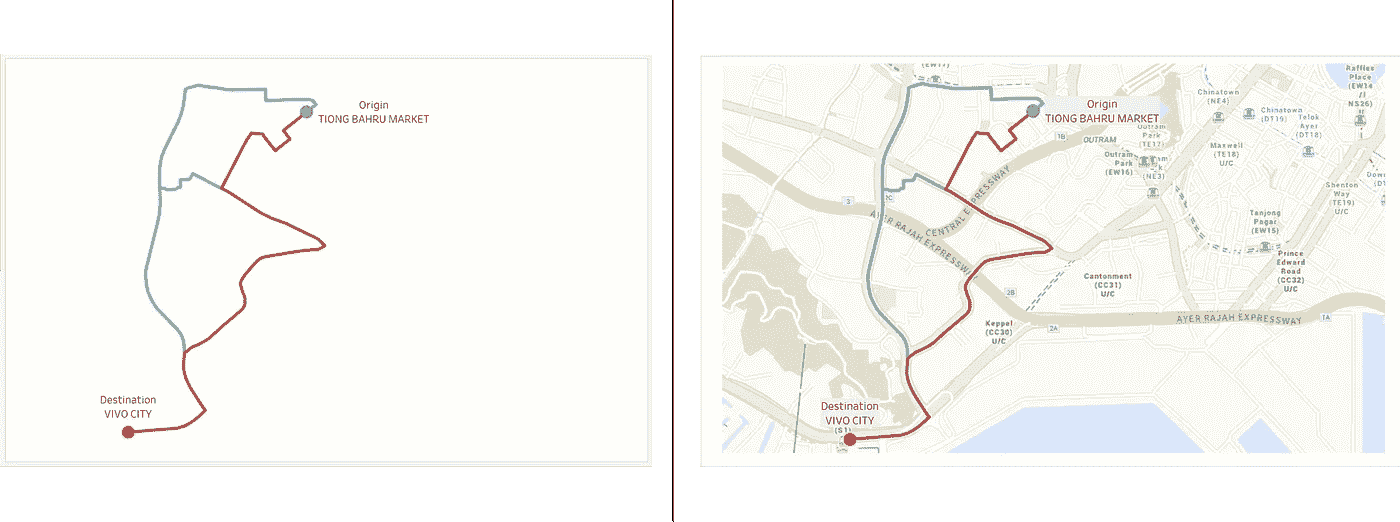 Origin
TIONG BAHRU MARKET
Destination
VIVO CITY
(EW17)
Raffles
Place
(EW14
/
NS26)
Chinatown
(NE4)
Chinatown
(DT19)
Telok
Ayer
(DT18)
Origin
TIONG BAHRU MARKET
1B
OUTRAM
Outram
Park
(TE17)
Outram
Park
(EW16)
(NE3)
Maxwell
(TE18)
U/C
Shenton
Way
(TE19)
U/C
3
7C
CENTRAL EXPRESSWAY
AYER RAJAH EXPRESSWAY
Tanjong
Pagar
(EW15)
Prince
Edward
Road
(CC32)
U/C
Cantonment
(CC31)
U/C
2B
Keppel
(CC30)
U/C
2A
AYER RAJAH EXPRESSWAY
1A
Destination
VIVO CITY
(S1)